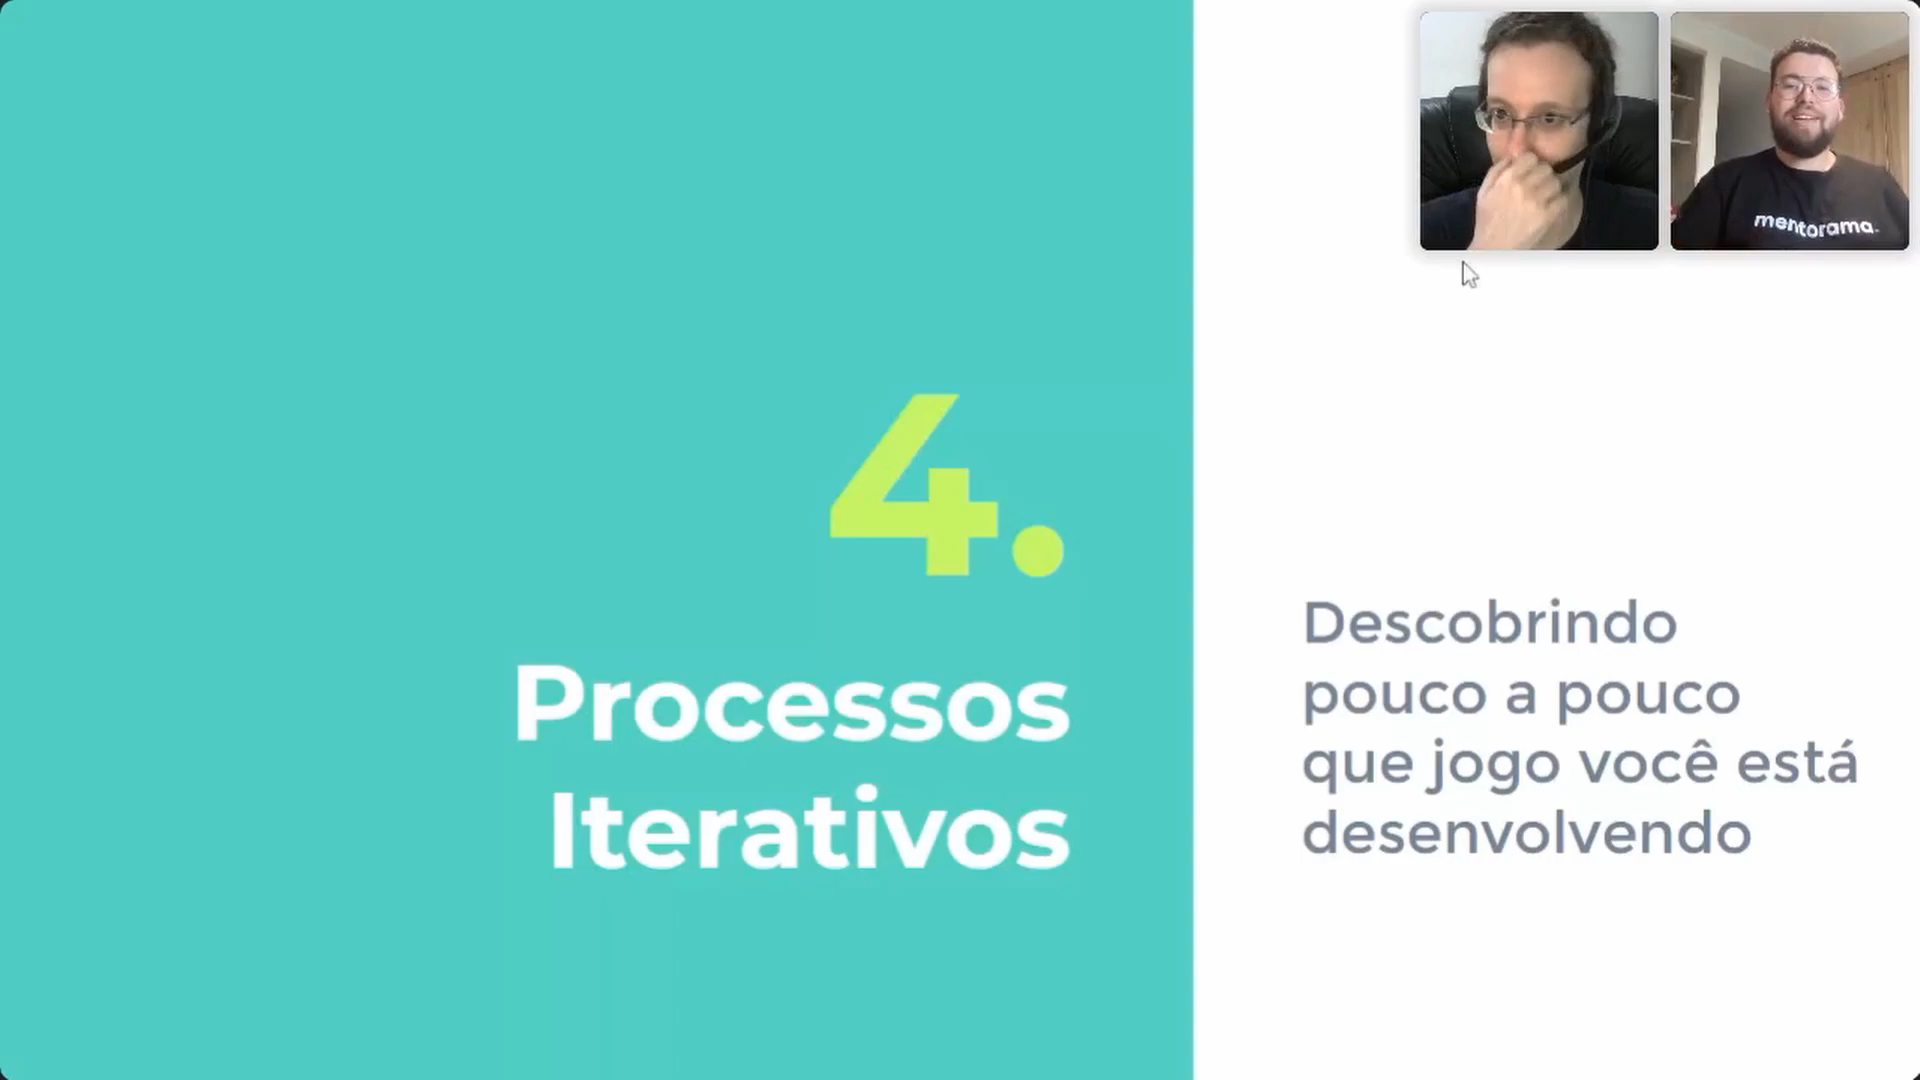 4.
Processos
Iterativos
Descobrindo
pouco a pouco
que jogo você está
desenvolvendo
mentorama.